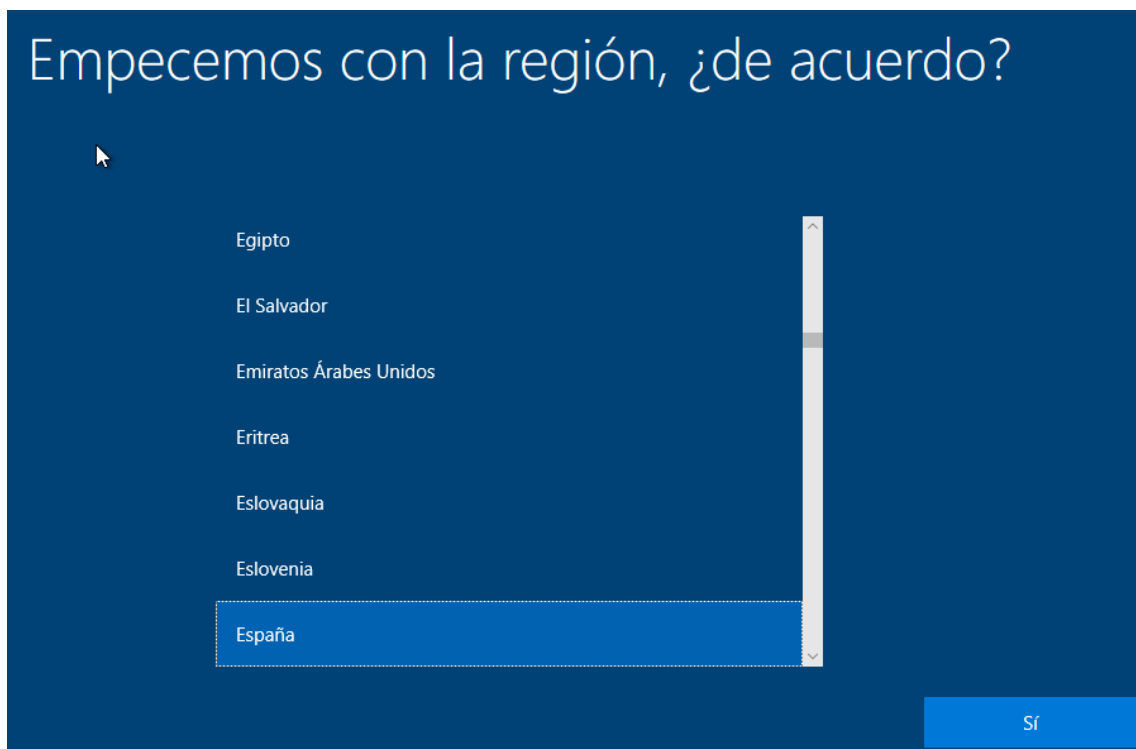 Empecemos con la región, ¿de acuerdo?
Egipto
El Salvador
Emiratos Árabes Unidos
Eritrea
Eslovaquia
Eslovenia
España
Sí